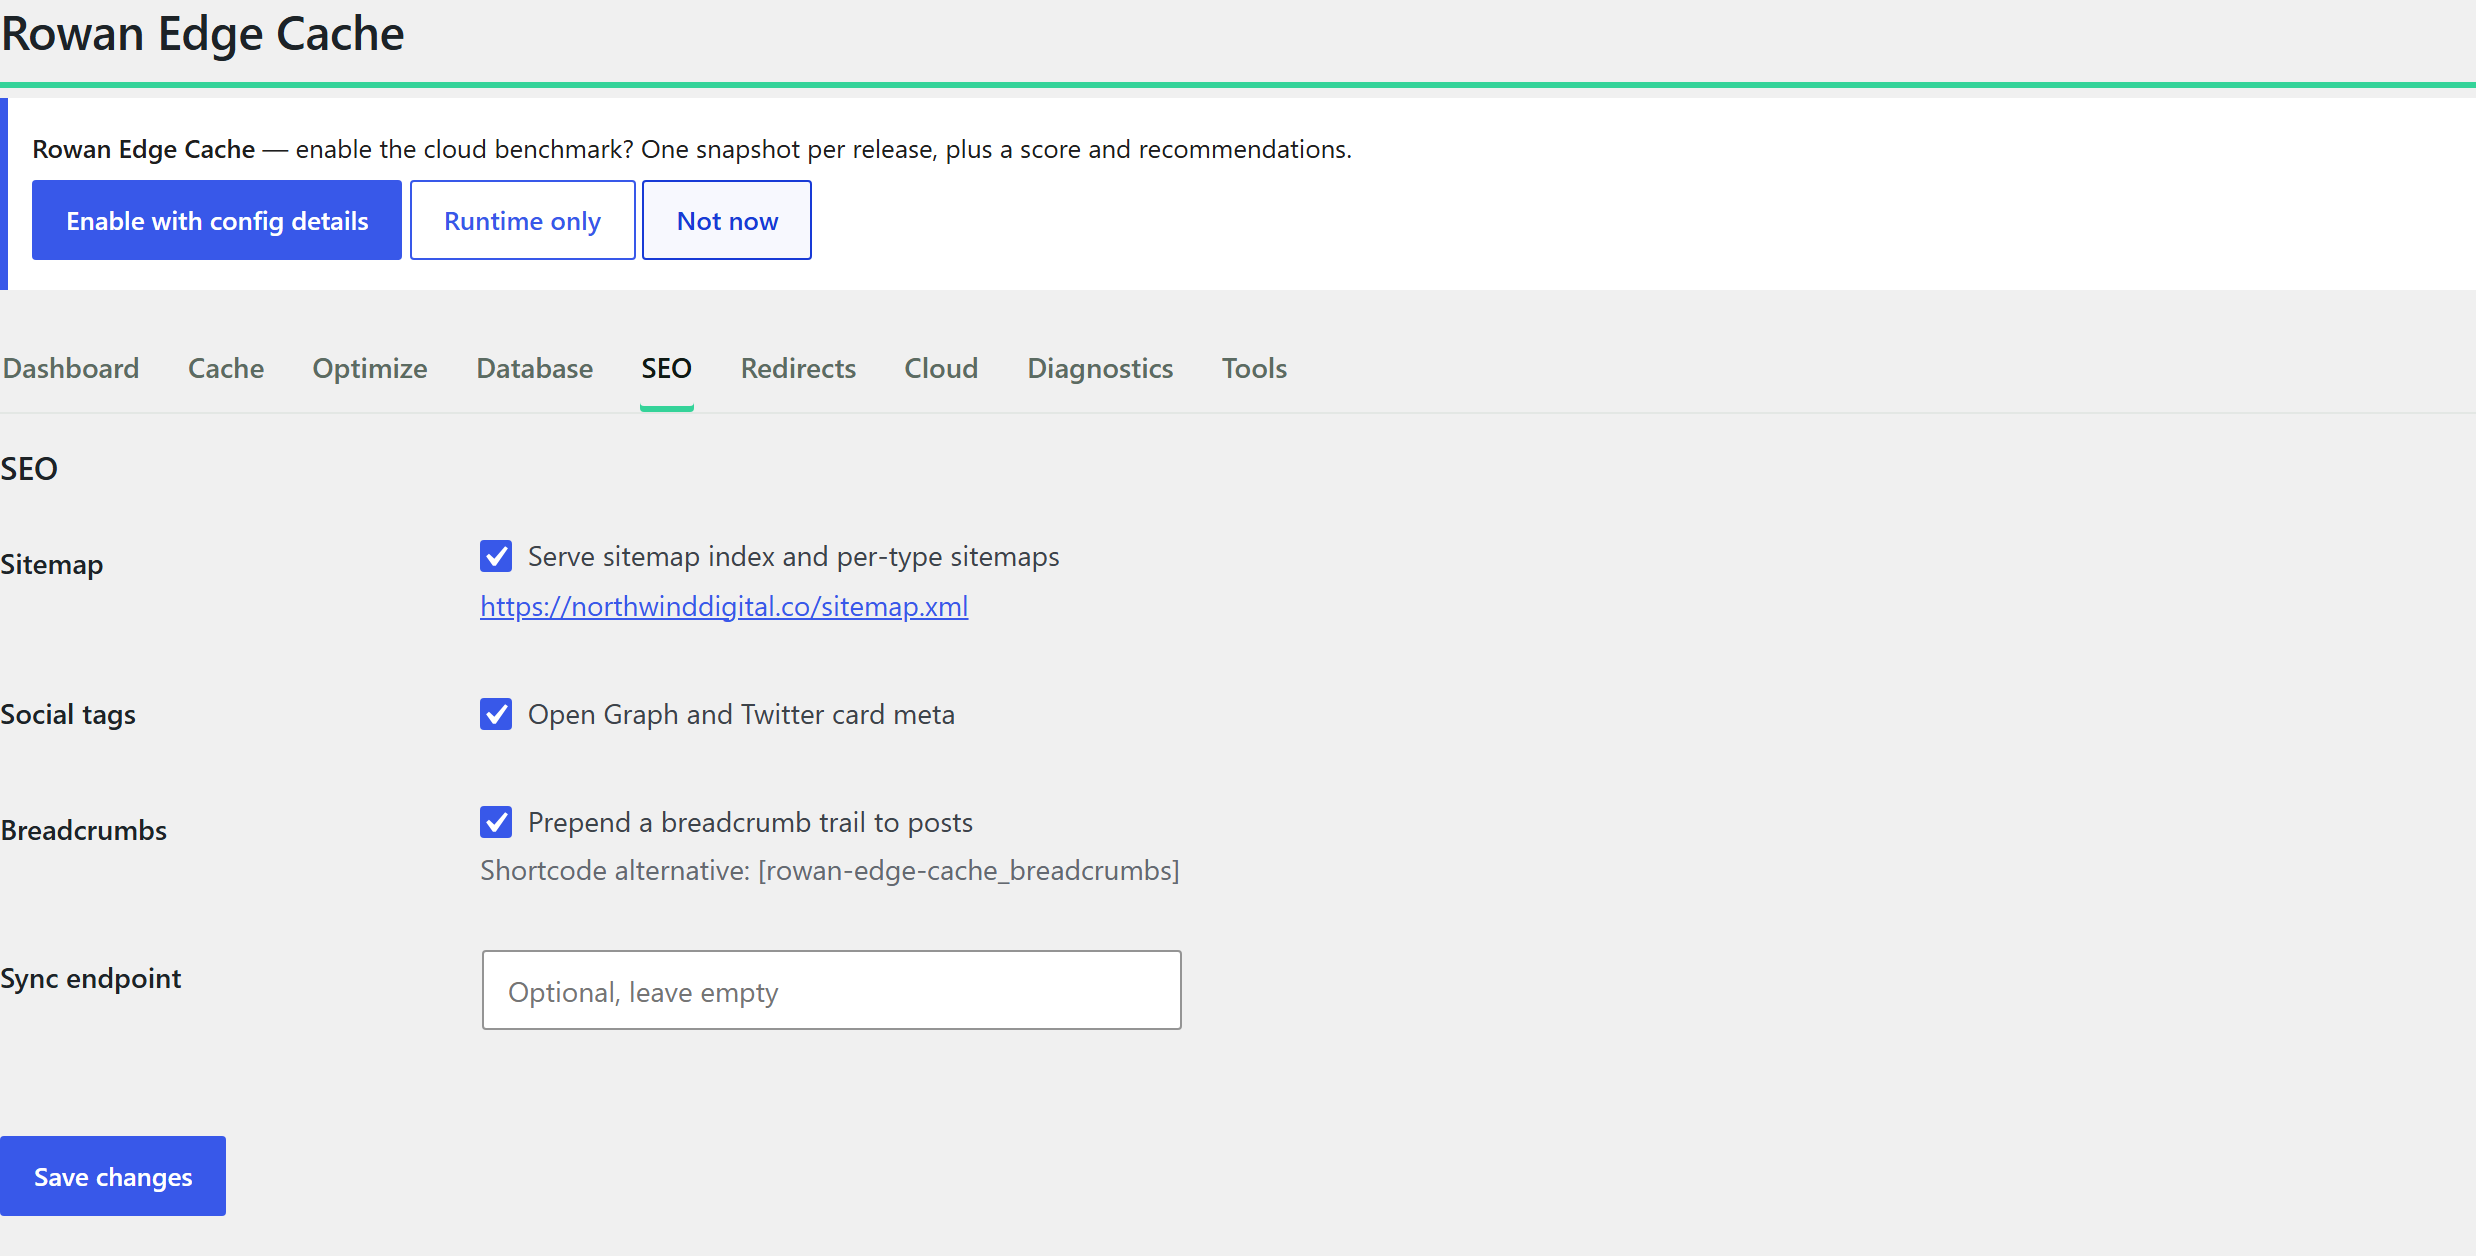 Rowan Edge Cache
Rowan Edge Cache — enable the cloud benchmark? One snapshot per release, plus a score and recommendations.
Enable with config details Runtime only Not now
Dashboard Cache Optimize Database SEO Redirects Cloud Diagnostics Tools
SEO
Sitemap Serve sitemap index and per-type sitemaps
https://northwinddigital.co/sitemap.xml
Social tags Open Graph and Twitter card meta
Breadcrumbs Prepend a breadcrumb trail to posts
Shortcode alternative: [rowan-edge-cache_breadcrumbs]
Sync endpoint Optional, leave empty
Save changes